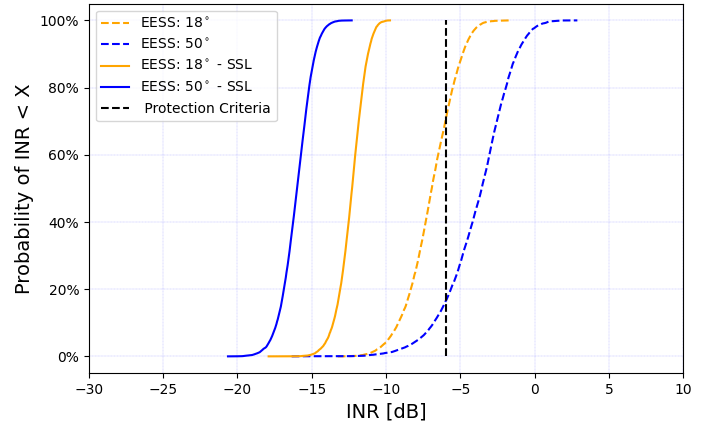 100%
80%
60%
40%
20%
0%
Probability of INR < X
EESS: 18°
EESS: 50°
EESS: 18° - SSL
EESS: 50° - SSL
Protection Criteria
−30 −25 −20 −15 −10 −5 0 5 10
INR [dB]